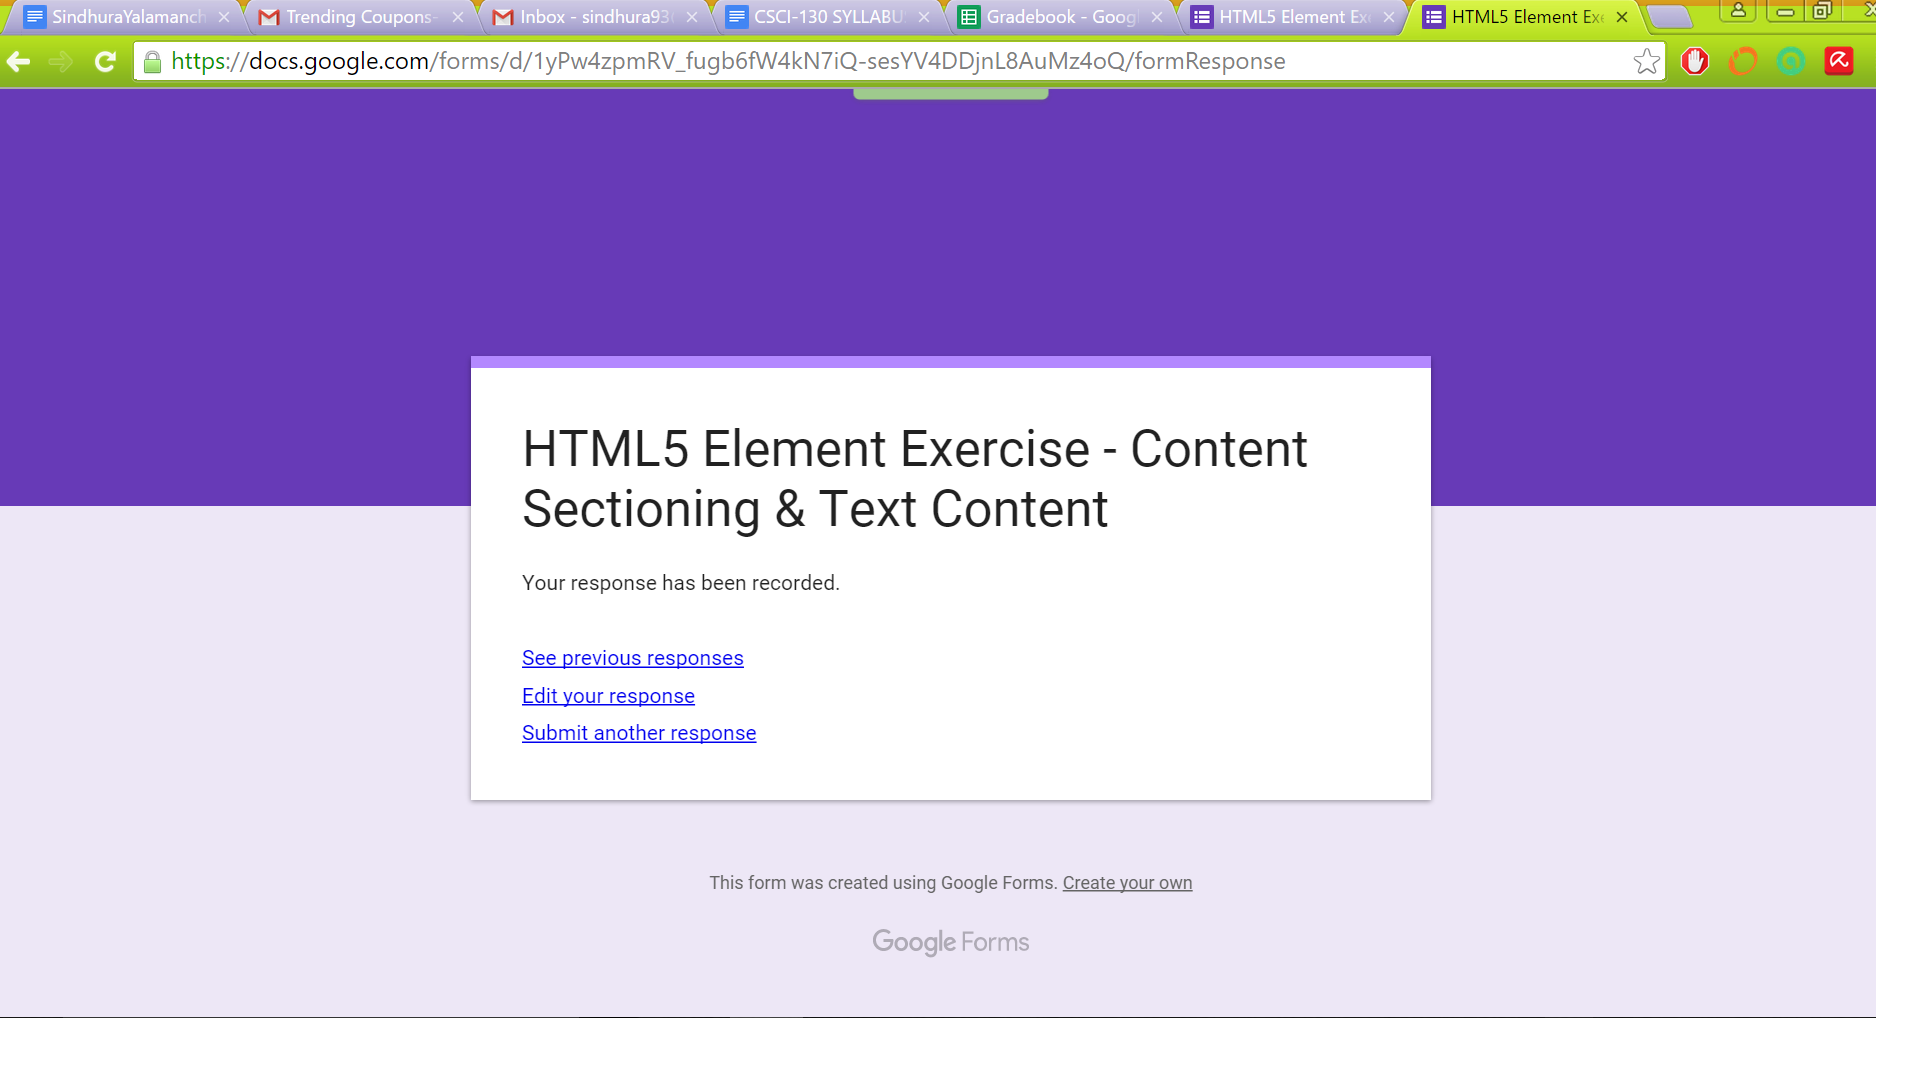 SindhuraYalamanch
Trending Coupons-
Inbox - sindhura93
CSCI-130 SYLLABU
Gradebook - Goog
HTML5 Element Ex
HTML5 Element Ex
https://docs.google.com/forms/d/1yPw4zpmRV_fugb6fW4kN7iQ-sesYV4DDjnL8AuMz4oQ/formResponse
HTML5 Element Exercise - Content
Sectioning & Text Content
Your response has been recorded.
See previous responses
Edit your response
Submit another response
This form was created using Google Forms. Create your own
Google Forms